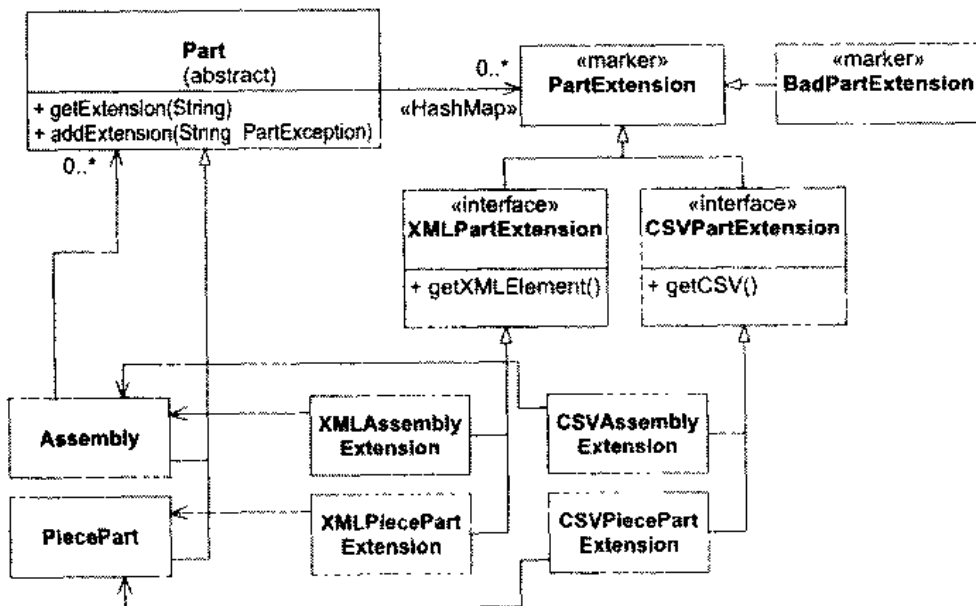 Part
(abstract)
+ getExtension(String)
+ addExtension(String PartException)
0..*
0..*
«HashMap»
«marker»
PartExtension
«marker»
BadPartExtension
«interface»
XMLPartExtension
+ getXMLElement()
«interface»
CSVPartExtension
+ getCSV()
Assembly
XMLAssembly
Extension
CSVAssembly
Extension
PiecePart
XMLPiecePart
Extension
CSVPiecePart
Extension